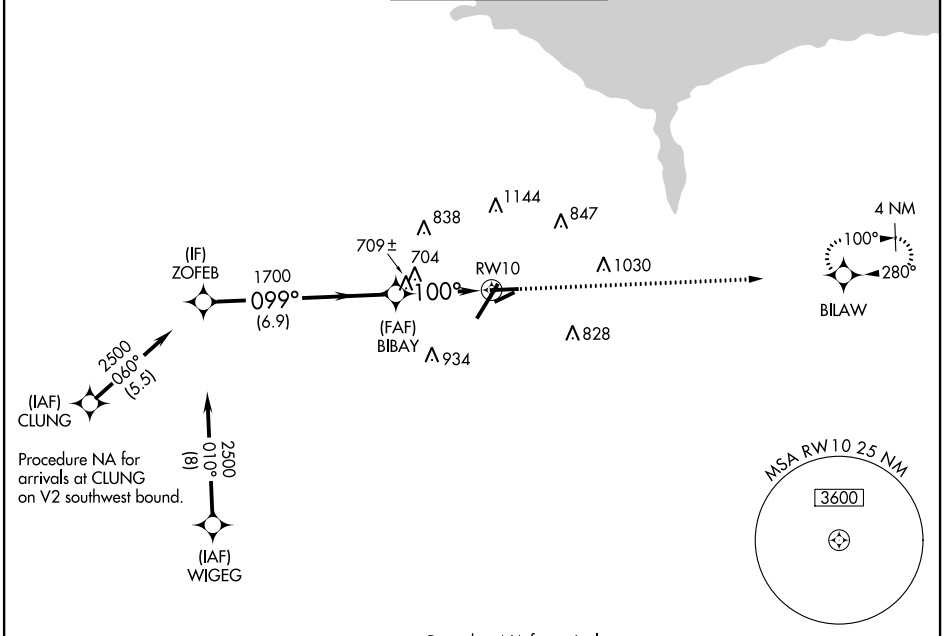 1144
838
847
4 NM
709 ±
704
100°
(IF)
ZOFEB
1700
099°
(6.9)
100°
RW10
1030
280°
BILAW
(FAF)
BIBAY
828
934
2500
060°
(5.5)
(IAF)
CLUNG
2500
010°
(8)
Procedure NA for
arrivals at CLUNG
on V2 southwest bound.
(IAF)
WIGEG
MSA RW10 25 NM
3600